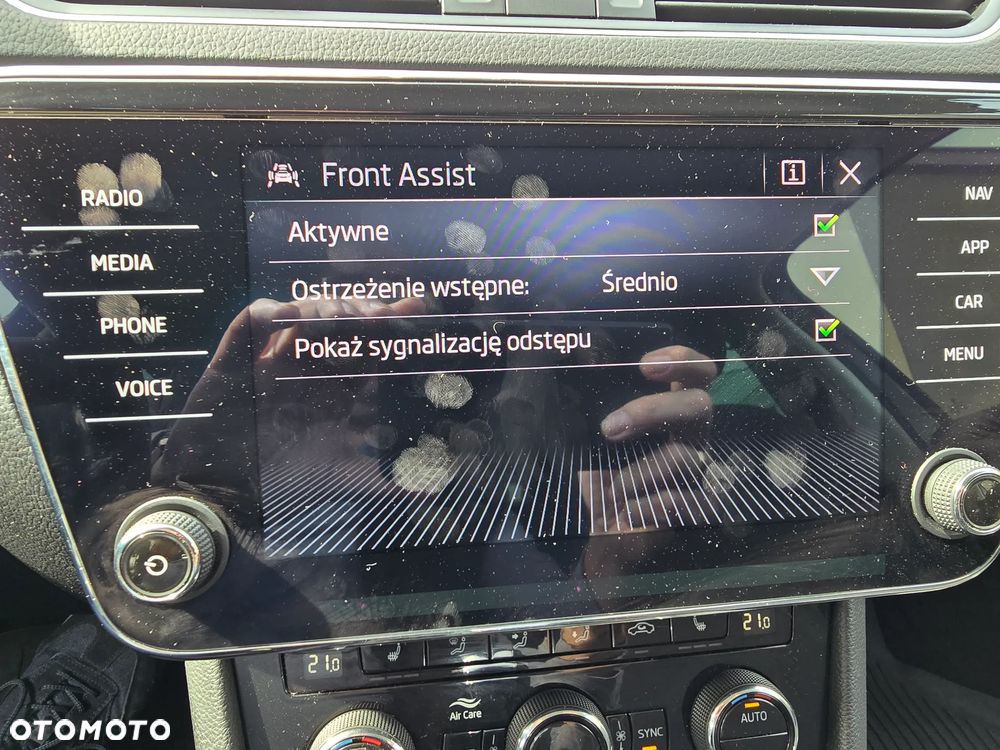 Front Assist
RADIO
NAV
Aktywne
MEDIA
APP
Ostrzeżenie wstępne: Średnio
CAR
PHONE
Pokaż sygnalizację odstępu
MENU
VOICE
21.0
21.0
Air Care
SYNC
AUTO
OTOMOTO